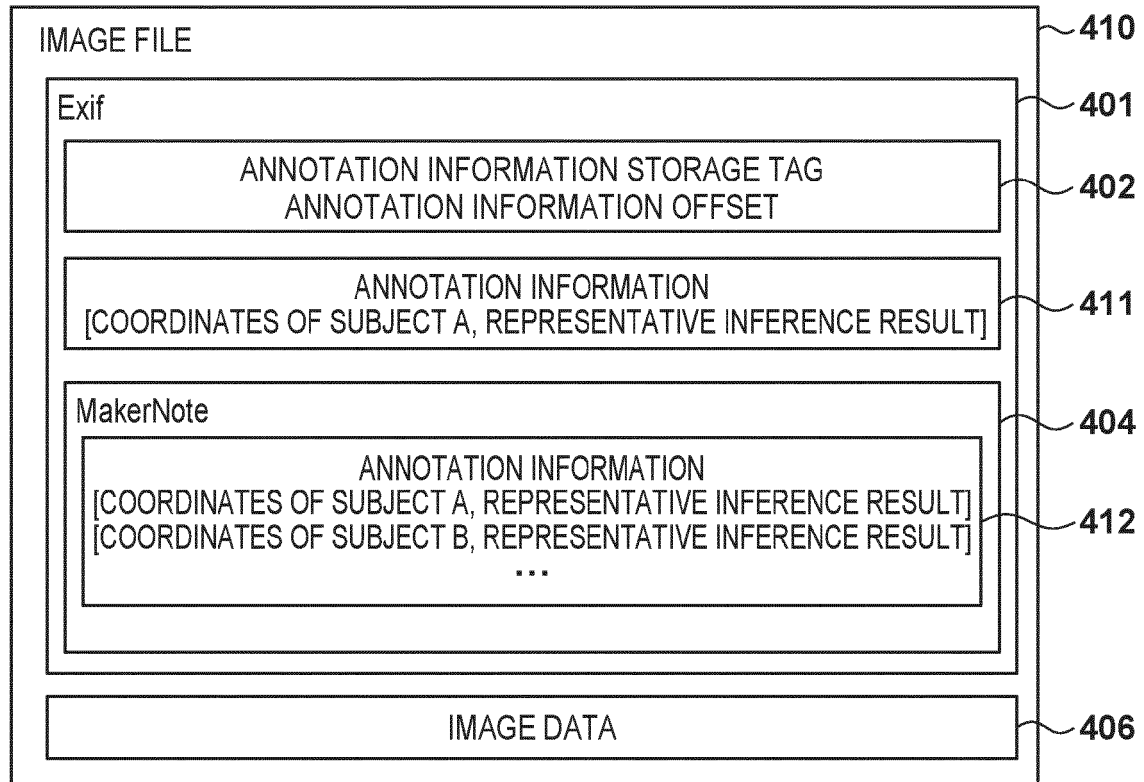 IMAGE FILE
410
Exif
401
ANNOTATION INFORMATION STORAGE TAG
ANNOTATION INFORMATION OFFSET
402
ANNOTATION INFORMATION
[COORDINATES OF SUBJECT A, REPRESENTATIVE INFERENCE RESULT]
411
MakerNote
404
ANNOTATION INFORMATION
[COORDINATES OF SUBJECT A, REPRESENTATIVE INFERENCE RESULT]
[COORDINATES OF SUBJECT B, REPRESENTATIVE INFERENCE RESULT]
...
412
IMAGE DATA
406